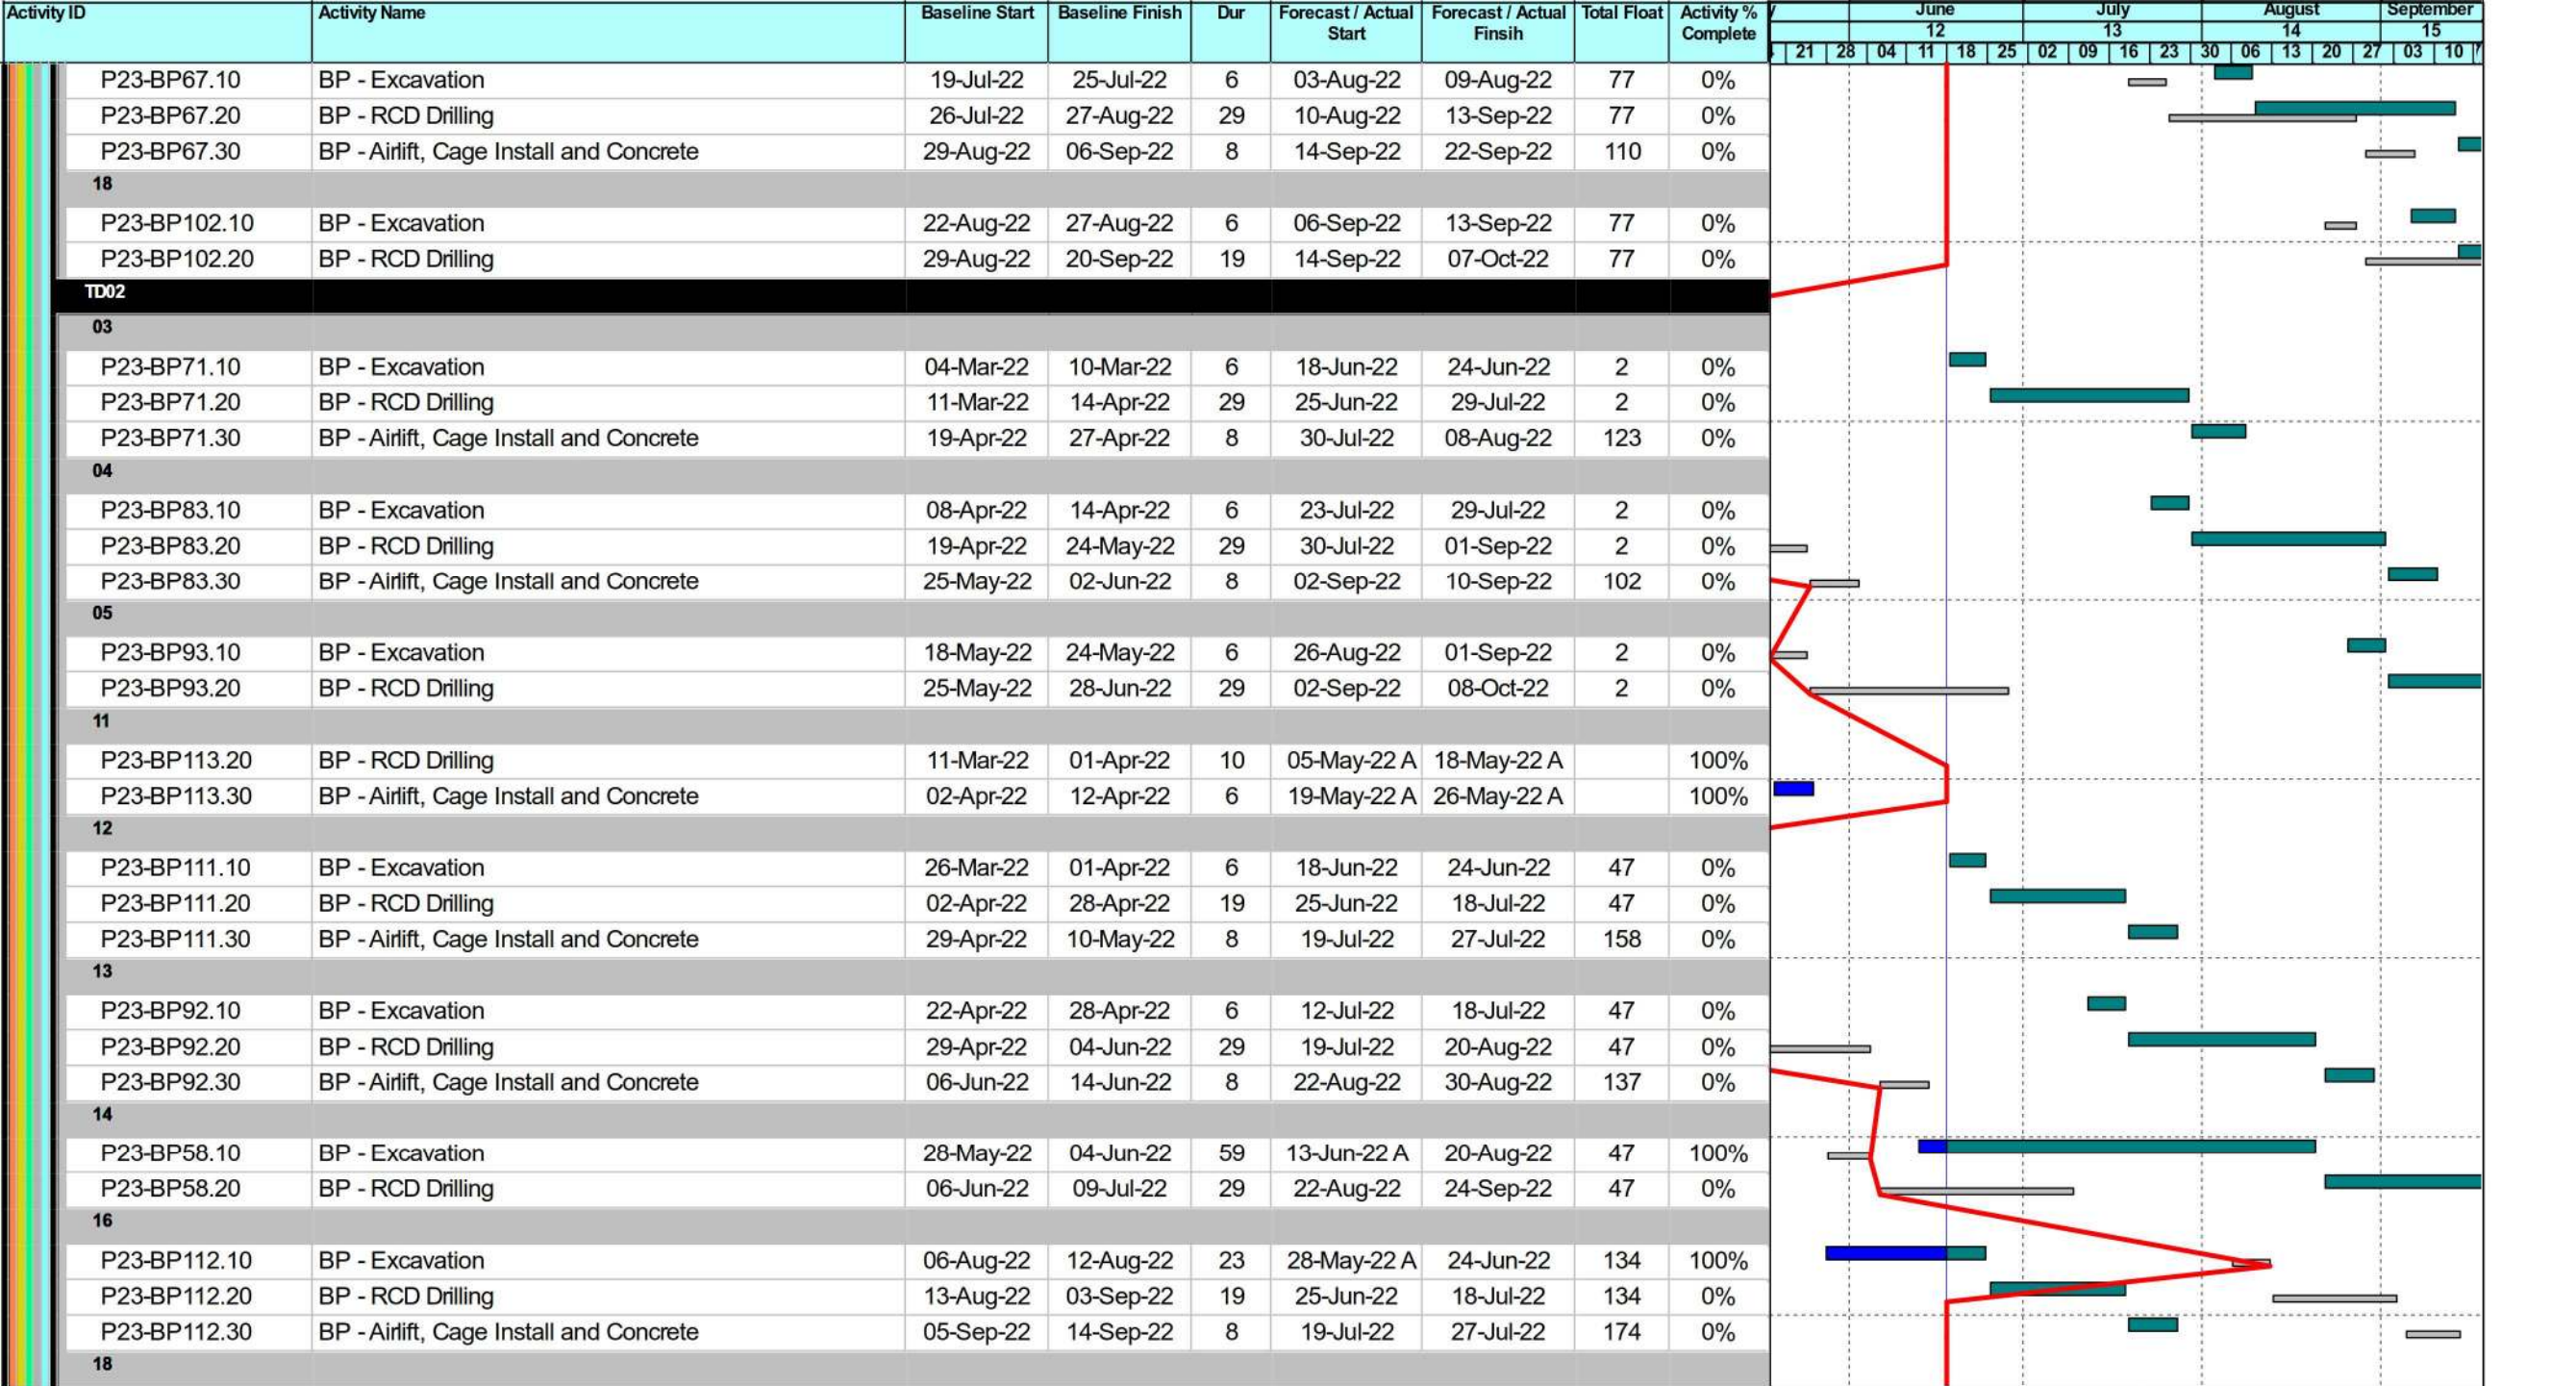 Activity ID Activity Name Baseline Start Baseline Finish Dur Forecast / Actual Start Forecast / Actual Finsih Total Float Activity % Complete June July August September
12 13 14 15
21 28 04 11 18 25 02 09 16 23 30 06 13 20 27 03 10
P23-BP67.10 BP - Excavation 19-Jul-22 25-Jul-22 6 03-Aug-22 09-Aug-22 77 0%
P23-BP67.20 BP - RCD Drilling 26-Jul-22 27-Aug-22 29 10-Aug-22 13-Sep-22 77 0%
P23-BP67.30 BP - Airlift, Cage Install and Concrete 29-Aug-22 06-Sep-22 8 14-Sep-22 22-Sep-22 110 0%
18
P23-BP102.10 BP - Excavation 22-Aug-22 27-Aug-22 6 06-Sep-22 13-Sep-22 77 0%
P23-BP102.20 BP - RCD Drilling 29-Aug-22 20-Sep-22 19 14-Sep-22 07-Oct-22 77 0%
TD02
03
P23-BP71.10 BP - Excavation 04-Mar-22 10-Mar-22 6 18-Jun-22 24-Jun-22 2 0%
P23-BP71.20 BP - RCD Drilling 11-Mar-22 14-Apr-22 29 25-Jun-22 29-Jul-22 2 0%
P23-BP71.30 BP - Airlift, Cage Install and Concrete 19-Apr-22 27-Apr-22 8 30-Jul-22 08-Aug-22 123 0%
04
P23-BP83.10 BP - Excavation 08-Apr-22 14-Apr-22 6 23-Jul-22 29-Jul-22 2 0%
P23-BP83.20 BP - RCD Drilling 19-Apr-22 24-May-22 29 30-Jul-22 01-Sep-22 2 0%
P23-BP83.30 BP - Airlift, Cage Install and Concrete 25-May-22 02-Jun-22 8 02-Sep-22 10-Sep-22 102 0%
05
P23-BP93.10 BP - Excavation 18-May-22 24-May-22 6 26-Aug-22 01-Sep-22 2 0%
P23-BP93.20 BP - RCD Drilling 25-May-22 28-Jun-22 29 02-Sep-22 08-Oct-22 2 0%
11
P23-BP113.20 BP - RCD Drilling 11-Mar-22 01-Apr-22 10 05-May-22 A 18-May-22 A 100%
P23-BP113.30 BP - Airlift, Cage Install and Concrete 02-Apr-22 12-Apr-22 6 19-May-22 A 26-May-22 A 100%
12
P23-BP111.10 BP - Excavation 26-Mar-22 01-Apr-22 6 18-Jun-22 24-Jun-22 47 0%
P23-BP111.20 BP - RCD Drilling 02-Apr-22 28-Apr-22 19 25-Jun-22 18-Jul-22 47 0%
P23-BP111.30 BP - Airlift, Cage Install and Concrete 29-Apr-22 10-May-22 8 19-Jul-22 27-Jul-22 158 0%
13
P23-BP92.10 BP - Excavation 22-Apr-22 28-Apr-22 6 12-Jul-22 18-Jul-22 47 0%
P23-BP92.20 BP - RCD Drilling 29-Apr-22 04-Jun-22 29 19-Jul-22 20-Aug-22 47 0%
P23-BP92.30 BP - Airlift, Cage Install and Concrete 06-Jun-22 14-Jun-22 8 22-Aug-22 30-Aug-22 137 0%
14
P23-BP58.10 BP - Excavation 28-May-22 04-Jun-22 59 13-Jun-22 A 20-Aug-22 47 100%
P23-BP58.20 BP - RCD Drilling 06-Jun-22 09-Jul-22 29 22-Aug-22 24-Sep-22 47 0%
16
P23-BP112.10 BP - Excavation 06-Aug-22 12-Aug-22 23 28-May-22 A 24-Jun-22 134 100%
P23-BP112.20 BP - RCD Drilling 13-Aug-22 03-Sep-22 19 25-Jun-22 18-Jul-22 134 0%
P23-BP112.30 BP - Airlift, Cage Install and Concrete 05-Sep-22 14-Sep-22 8 19-Jul-22 27-Jul-22 174 0%
18